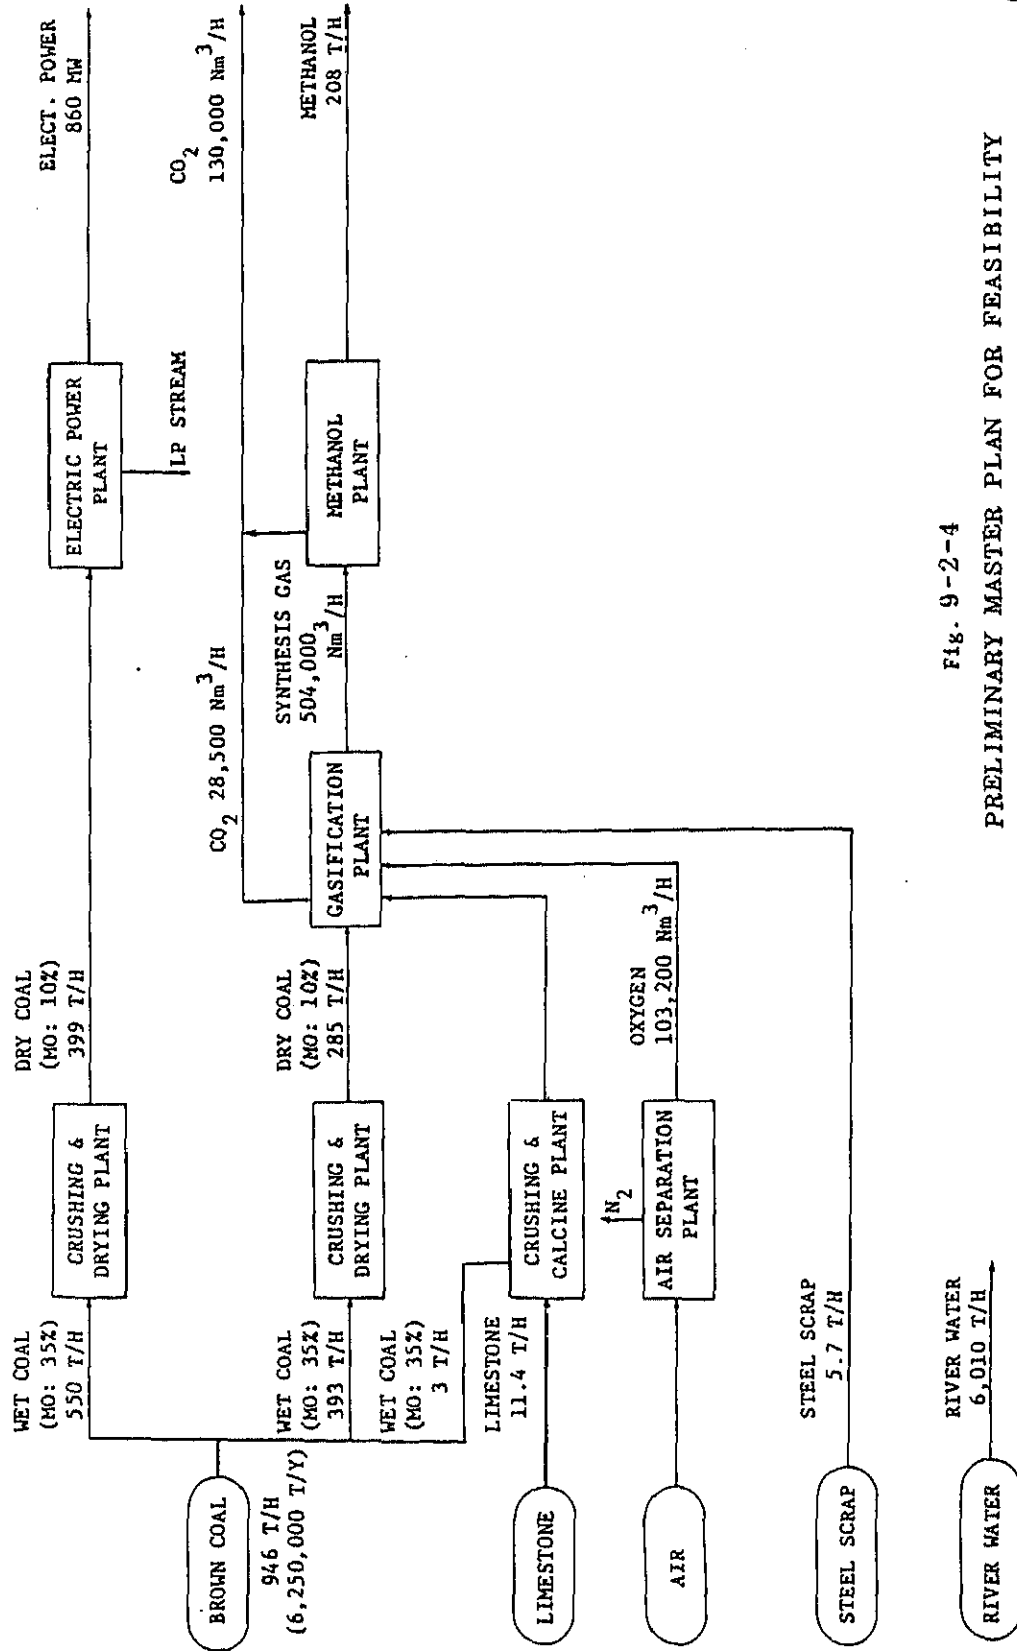 BROWN COAL
946 T/H
(6,250,000 T/Y)
WET COAL
(MO: 35%)
550 T/H
CRUSHING &
DRYING PLANT
DRY COAL
(MO: 10%)
399 T/H
ELECTRIC POWER
PLANT
LP STREAM
ELECT. POWER
860 MW
WET COAL
(MO: 35%)
393 T/H
CRUSHING &
DRYING PLANT
DRY COAL
(MO: 10%)
285 T/H
GASIFICATION
PLANT
CO2 28,500 Nm3/H
SYNTHESIS GAS
504,000
Nm3/H
METHANOL
PLANT
CO2
130,000 Nm3/H
METHANOL
208 T/H
WET COAL
(MO: 35%)
3 T/H
LIMESTONE
LIMESTONE
11.4 T/H
CRUSHING &
CALCINE PLANT
AIR
N2
AIR SEPARATION
PLANT
OXYGEN
103,200 Nm3/H
STEEL SCRAP
STEEL SCRAP
5.7 T/H
RIVER WATER
RIVER WATER
6,010 T/H
Fig. 9-2-4
PRELIMINARY MASTER PLAN FOR FEASIBILITY